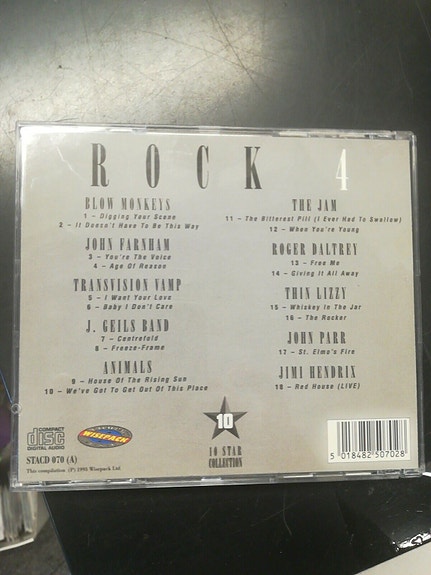 ROCK 4
BLOW MONKEYS
1 - Digging Your Scene
2 - It Doesn't Have To Be This Way
JOHN FARNHAM
3 - You're The Voice
4 - Age Of Reason
TRANSVISION VAMP
5 - I Want Your Love
6 - Baby I Don't Care
J. GEILS BAND
7 - Centrefold
8 - Freeze-Frame
ANIMALS
9 - House Of The Rising Sun
10 - We've Got To Get Out Of This Place
THE JAM
11 - The Bitterest Pill (I Ever Had To Swallow)
12 - When You're Young
ROGER DALTREY
13 - Free Me
14 - Giving It All Away
THIN LIZZY
15 - Whiskey In The Jar
16 - The Rocker
JOHN PARR
17 - St. Elmo's Fire
JIMI HENDRIX
18 - Red House (LIVE)
COMPACT
disc
DIGITAL AUDIO
WISEPACK
STACD 070 (A)
This compilation (P) 1993 Wisepack Ltd.
10
10 STAR
COLLECTION
5 018482 507028